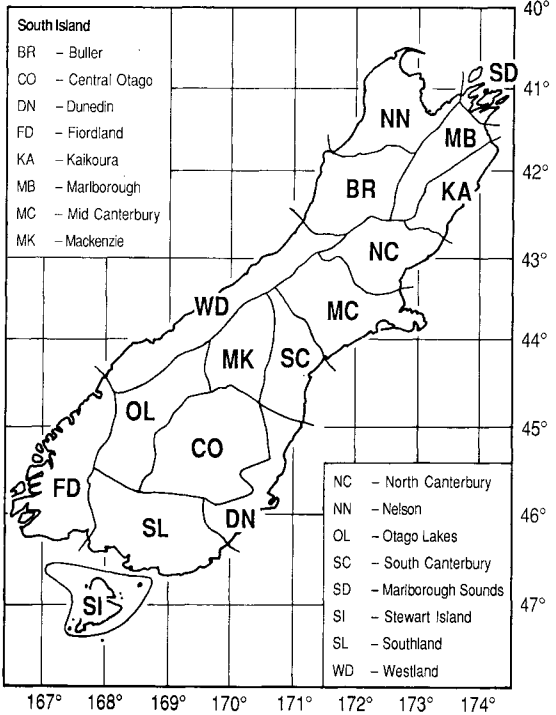 South Island
BR – Buller
CO – Central Otago
DN – Dunedin
FD – Fiordland
KA – Kaikoura
MB – Marlborough
MC – Mid Canterbury
MK – Mackenzie
40°
SD
41°
NN
MB
42°
BR
KA
NC
43°
WD
MC
44°
MK
SC
OL
45°
CO
FD
46°
SL
DN
SI
47°
NC – North Canterbury
NN – Nelson
OL – Otago Lakes
SC – South Canterbury
SD – Marlborough Sounds
SI – Stewart Island
SL – Southland
WD – Westland
167° 168° 169° 170° 171° 172° 173° 174°